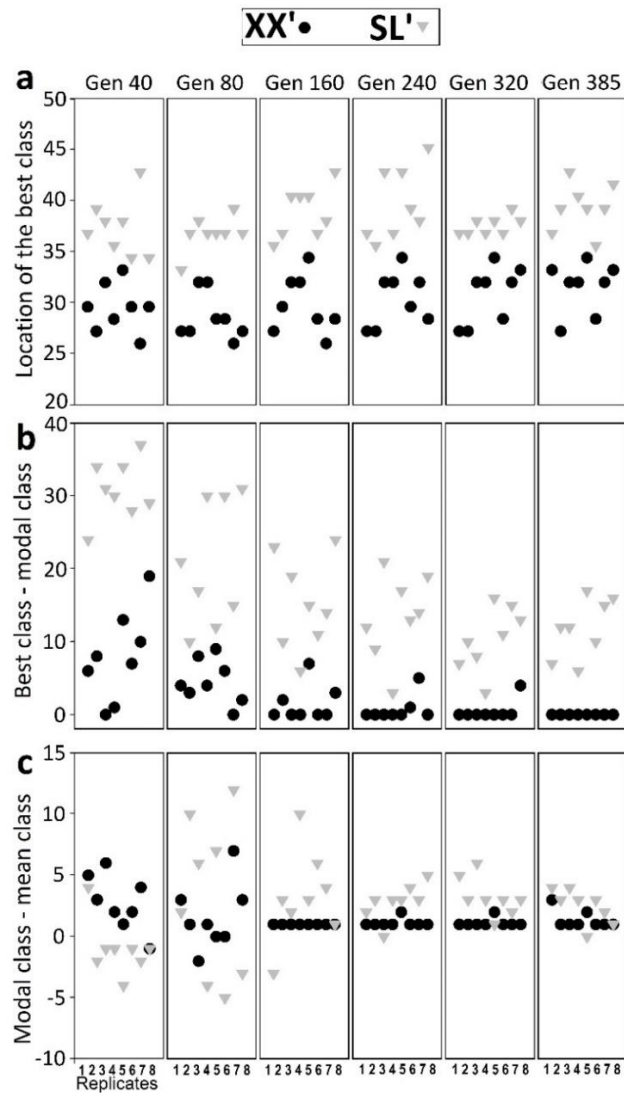 XX' SL'
a
Gen 40 Gen 80 Gen 160 Gen 240 Gen 320 Gen 385
Location of the best class
50
45
40
35
30
25
20
b
Best class - modal class
40
30
20
10
0
c
Modal class - mean class
15
10
5
0
-5
-10
1 2 3 4 5 6 7 8 1 2 3 4 5 6 7 8 1 2 3 4 5 6 7 8 1 2 3 4 5 6 7 8 1 2 3 4 5 6 7 8 1 2 3 4 5 6 7 8
Replicates